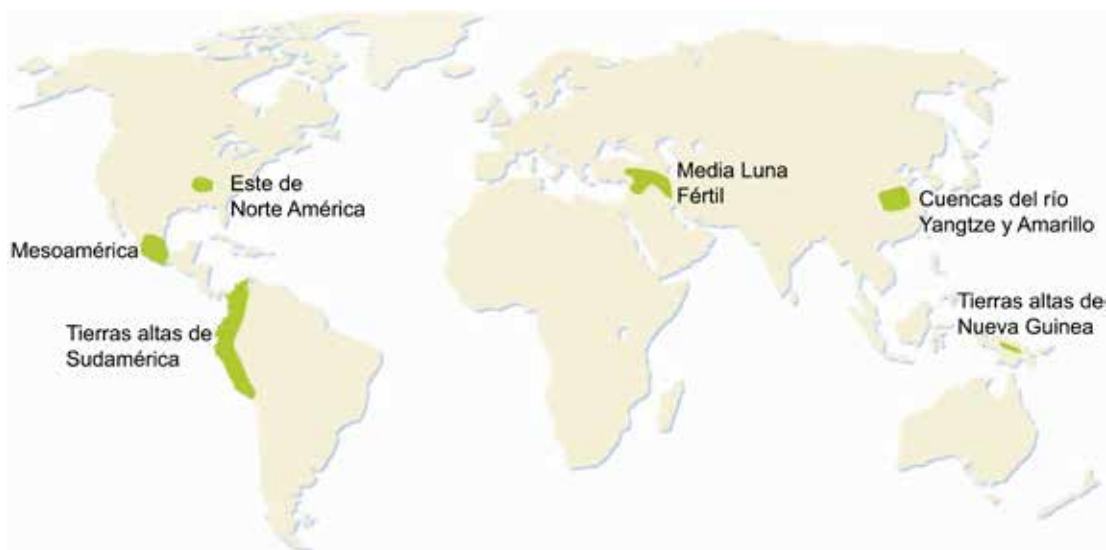 Este de
Norte América
Mesoamérica
Tierras altas de
Sudamérica
Media Luna
Fértil
Cuencas del río
Yangtze y Amarillo
Tierras altas de
Nueva Guinea